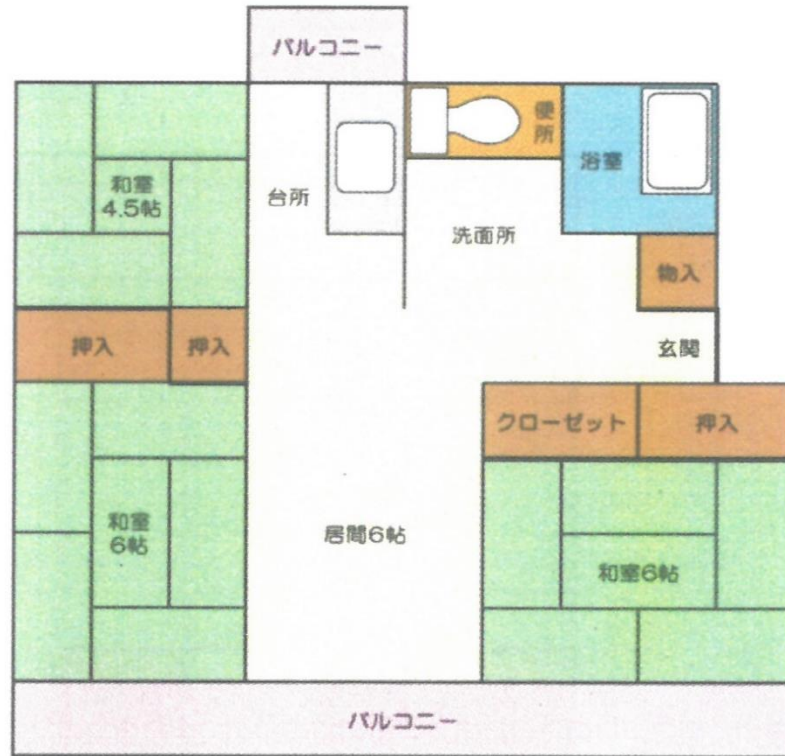 バルコニー
便所
浴室
和室
4.5帖
台所
洗面所
物入
押入
押入
玄関
クローゼット
押入
和室
6帖
居間6帖
和室6帖
バルコニー